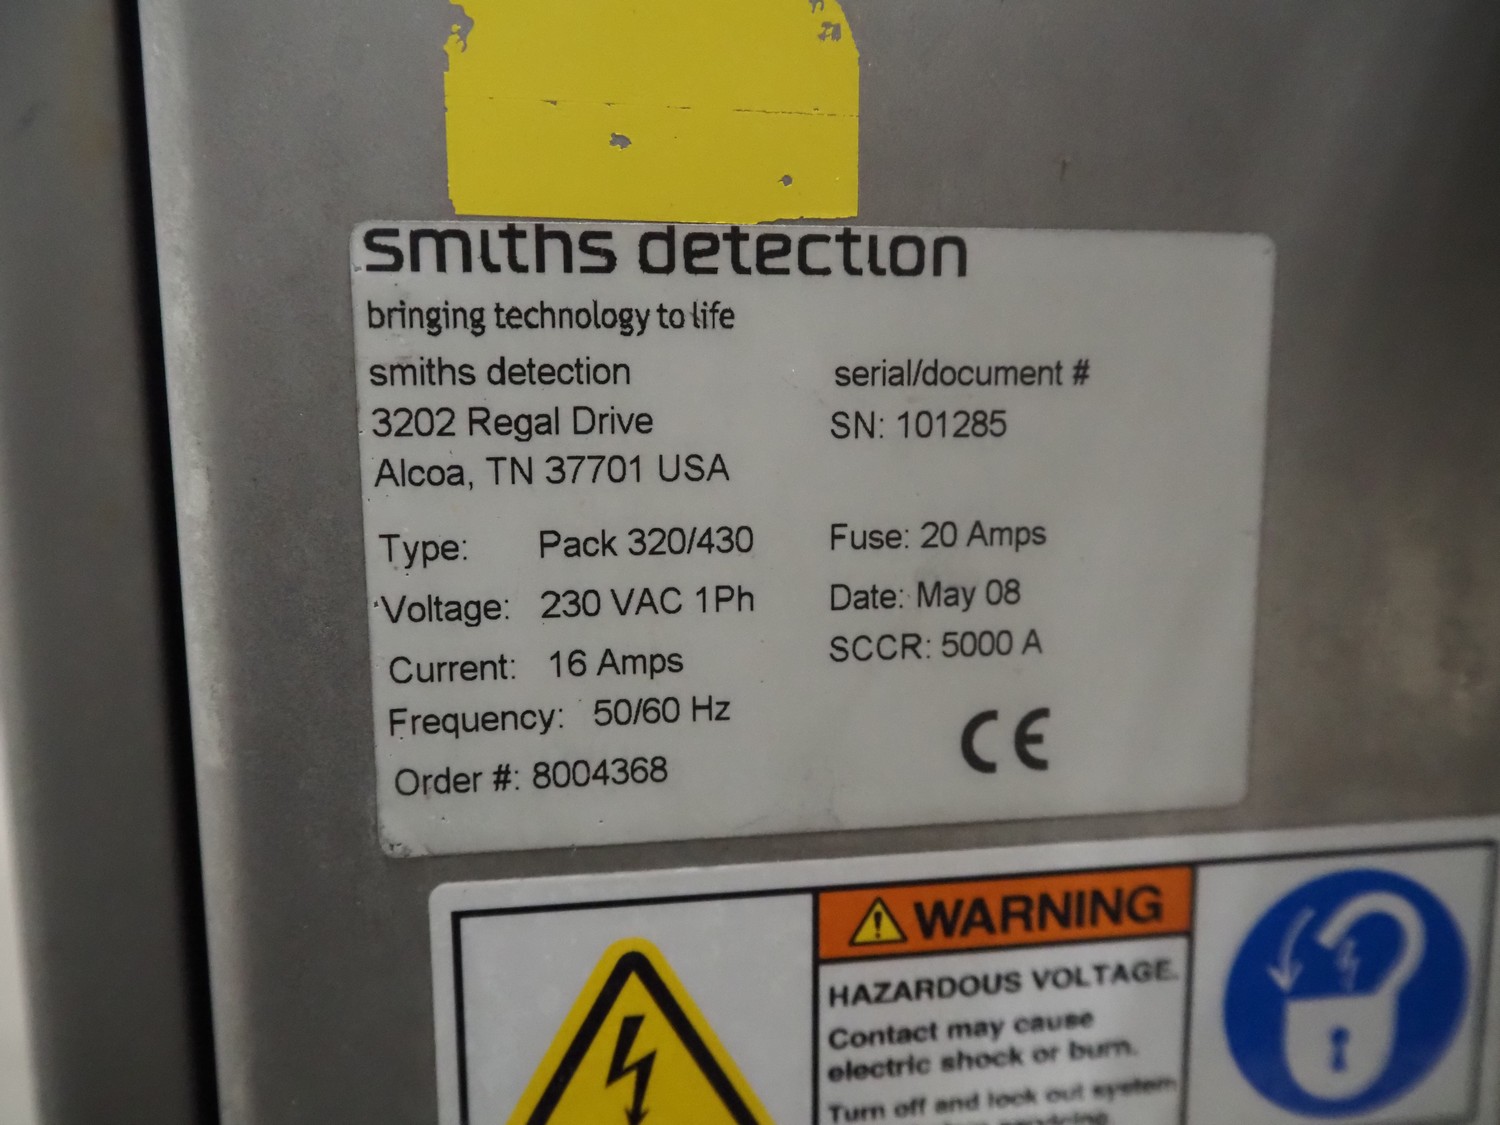 smiths detection
bringing technology to life
smiths detection
3202 Regal Drive
Alcoa, TN 37701 USA
serial/document #
SN: 101285
Type: Pack 320/430
Voltage: 230 VAC 1Ph
Current: 16 Amps
Frequency: 50/60 Hz
Order #: 8004368
Fuse: 20 Amps
Date: May 08
SCCR: 5000 A
CE
WARNING
HAZARDOUS VOLTAGE.
Contact may cause
electric shock or burn.
Turn off and lock out system